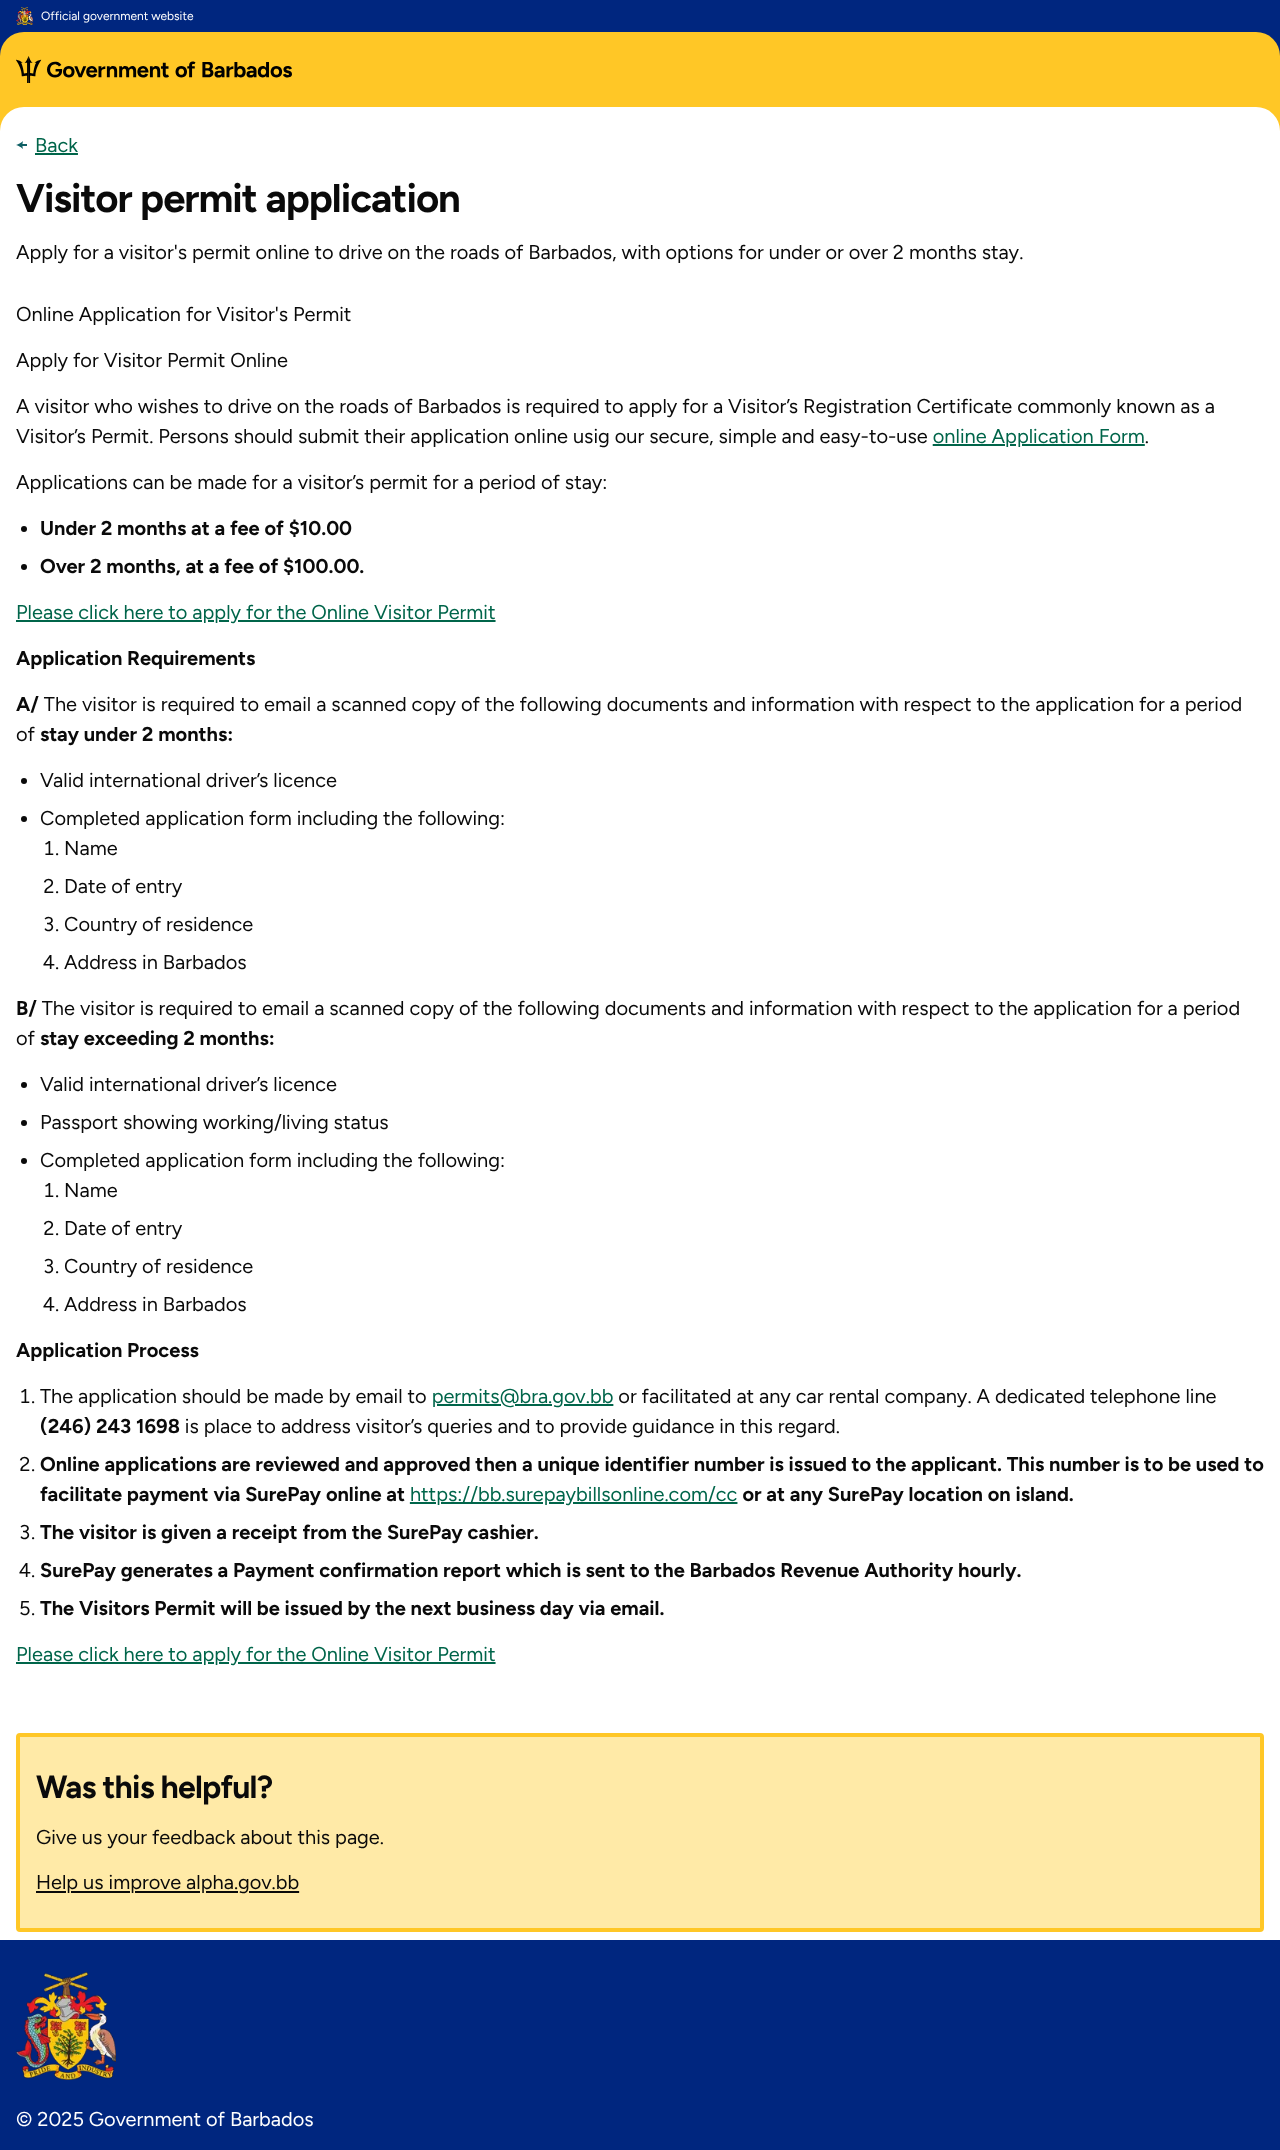 Official government website
Government of Barbados
Back
Visitor permit application
Apply for a visitor's permit online to drive on the roads of Barbados, with options for under or over 2 months stay.
Online Application for Visitor's Permit
Apply for Visitor Permit Online
A visitor who wishes to drive on the roads of Barbados is required to apply for a Visitor’s Registration Certificate commonly known as a
Visitor’s Permit. Persons should submit their application online usig our secure, simple and easy-to-use online Application Form.
Applications can be made for a visitor’s permit for a period of stay:
• Under 2 months at a fee of $10.00
• Over 2 months, at a fee of $100.00.
Please click here to apply for the Online Visitor Permit
Application Requirements
A/ The visitor is required to email a scanned copy of the following documents and information with respect to the application for a period
of stay under 2 months:
• Valid international driver’s licence
• Completed application form including the following:
1. Name
2. Date of entry
3. Country of residence
4. Address in Barbados
B/ The visitor is required to email a scanned copy of the following documents and information with respect to the application for a period
of stay exceeding 2 months:
• Valid international driver’s licence
• Passport showing working/living status
• Completed application form including the following:
1. Name
2. Date of entry
3. Country of residence
4. Address in Barbados
Application Process
1. The application should be made by email to permits@bra.gov.bb or facilitated at any car rental company. A dedicated telephone line
(246) 243 1698 is place to address visitor’s queries and to provide guidance in this regard.
2. Online applications are reviewed and approved then a unique identifier number is issued to the applicant. This number is to be used to
facilitate payment via SurePay online at https://bb.surepaybillsonline.com/cc or at any SurePay location on island.
3. The visitor is given a receipt from the SurePay cashier.
4. SurePay generates a Payment confirmation report which is sent to the Barbados Revenue Authority hourly.
5. The Visitors Permit will be issued by the next business day via email.
Please click here to apply for the Online Visitor Permit
Was this helpful?
Give us your feedback about this page.
Help us improve alpha.gov.bb
PRIDE AND INDUSTRY
© 2025 Government of Barbados